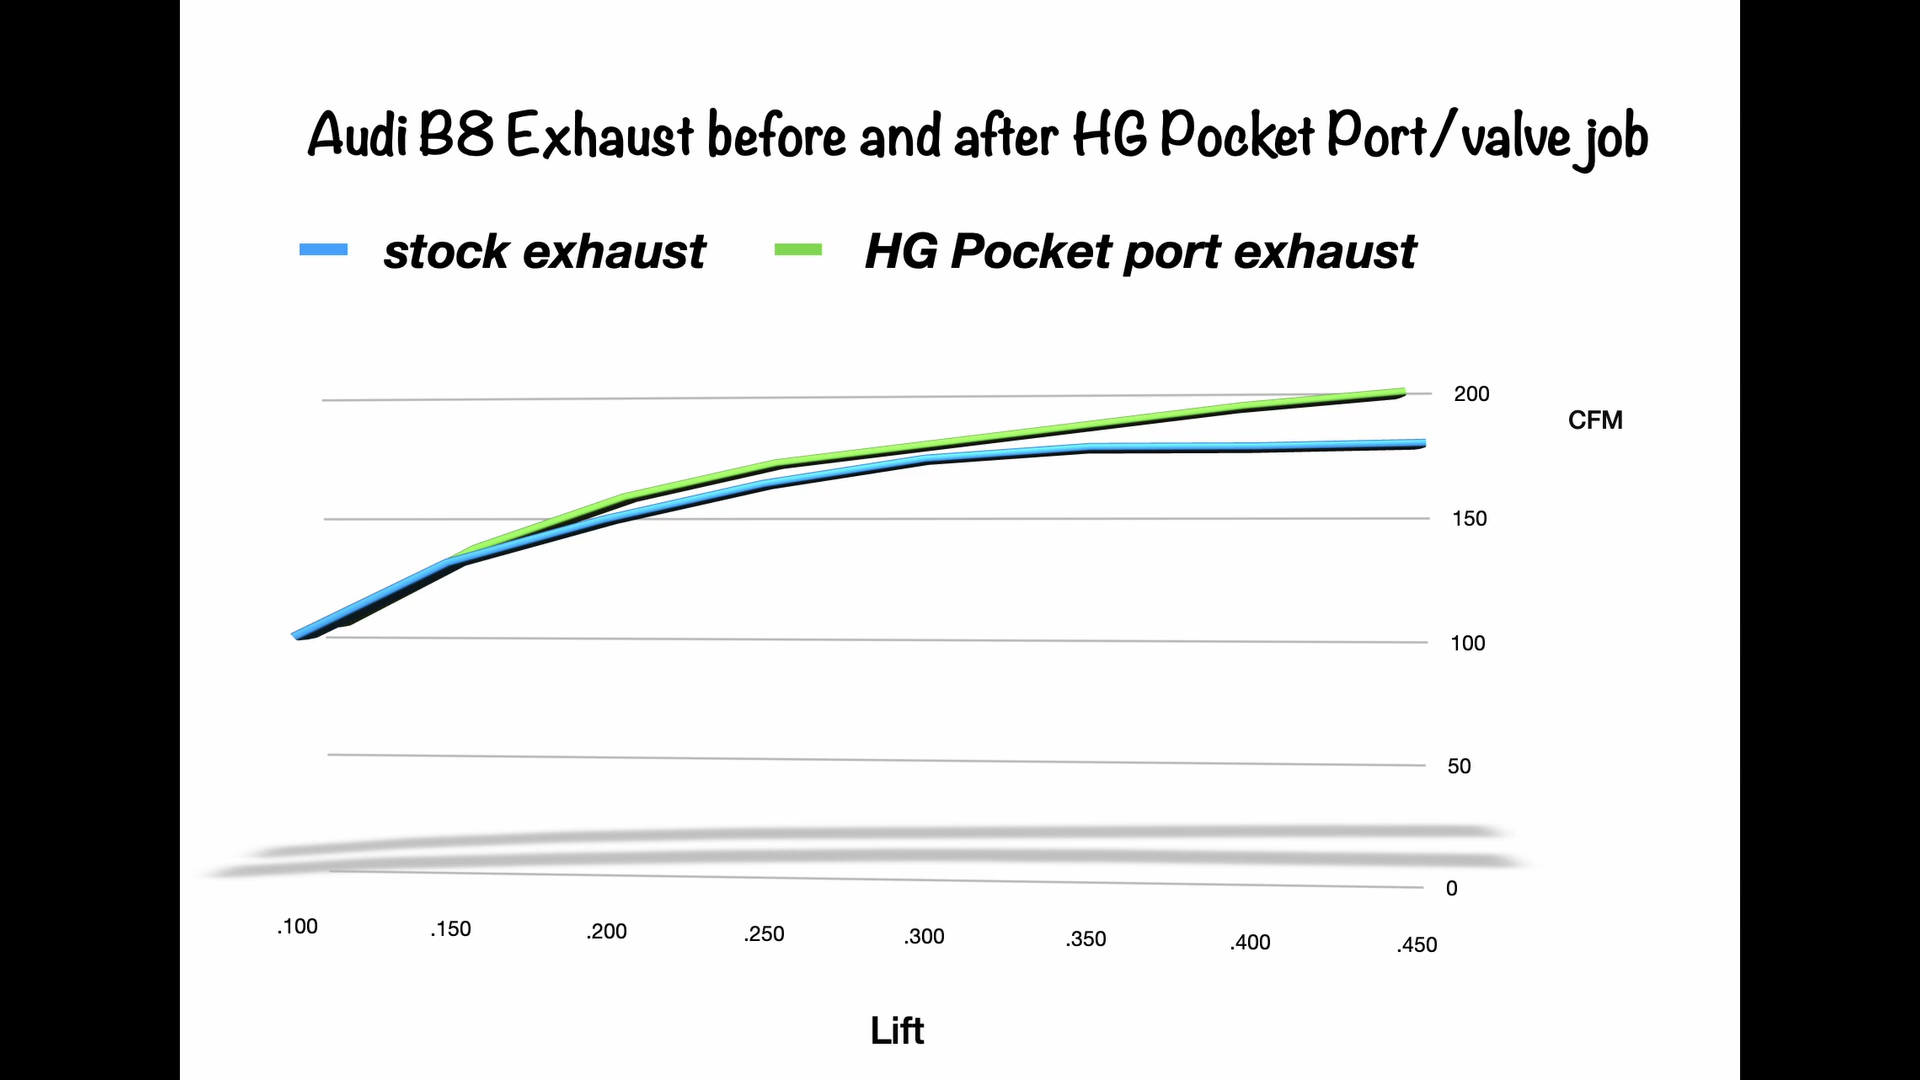 Audi B8 Exhaust before and after HG Pocket Port/valve job
stock exhaust HG Pocket port exhaust
200
CFM
150
100
50
0
.100 .150 .200 .250 .300 .350 .400 .450
Lift